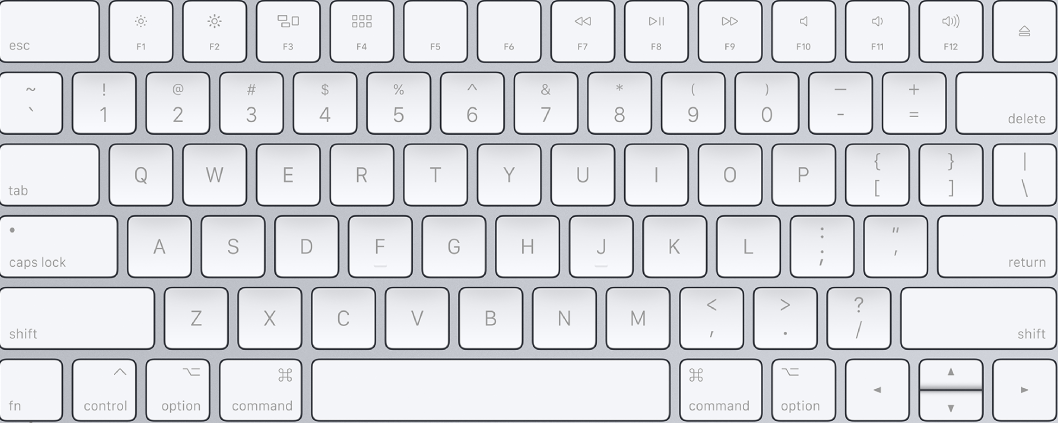 esc F1 F2 F3 F4 F5 F6 F7 F8 F9 F10 F11 F12
~ ! @ # $ % ^ & * ( ) — +
` 1 2 3 4 5 6 7 8 9 0 - =  delete
tab Q W E R T Y U I O P { [ } ] | \
caps lock A S D F G H J K L : ; " ' return
shift Z X C V B N M < , > . ? / shift
fn control option command command option